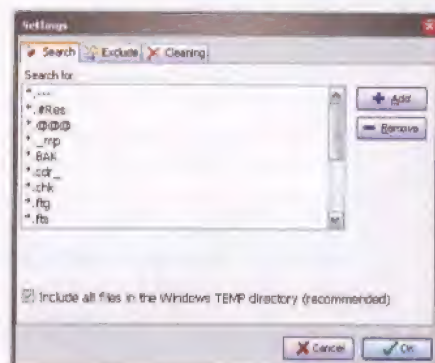 Settings
Search Exclude Cleaning
Search for
*.---
*.#Res
*.@@@
*._mp
*.BAK
*.cdr_
*.chk
*.ftg
*.fts
Add
Remove
Include all files in the Windows TEMP directory (recommended)
Cancel OK